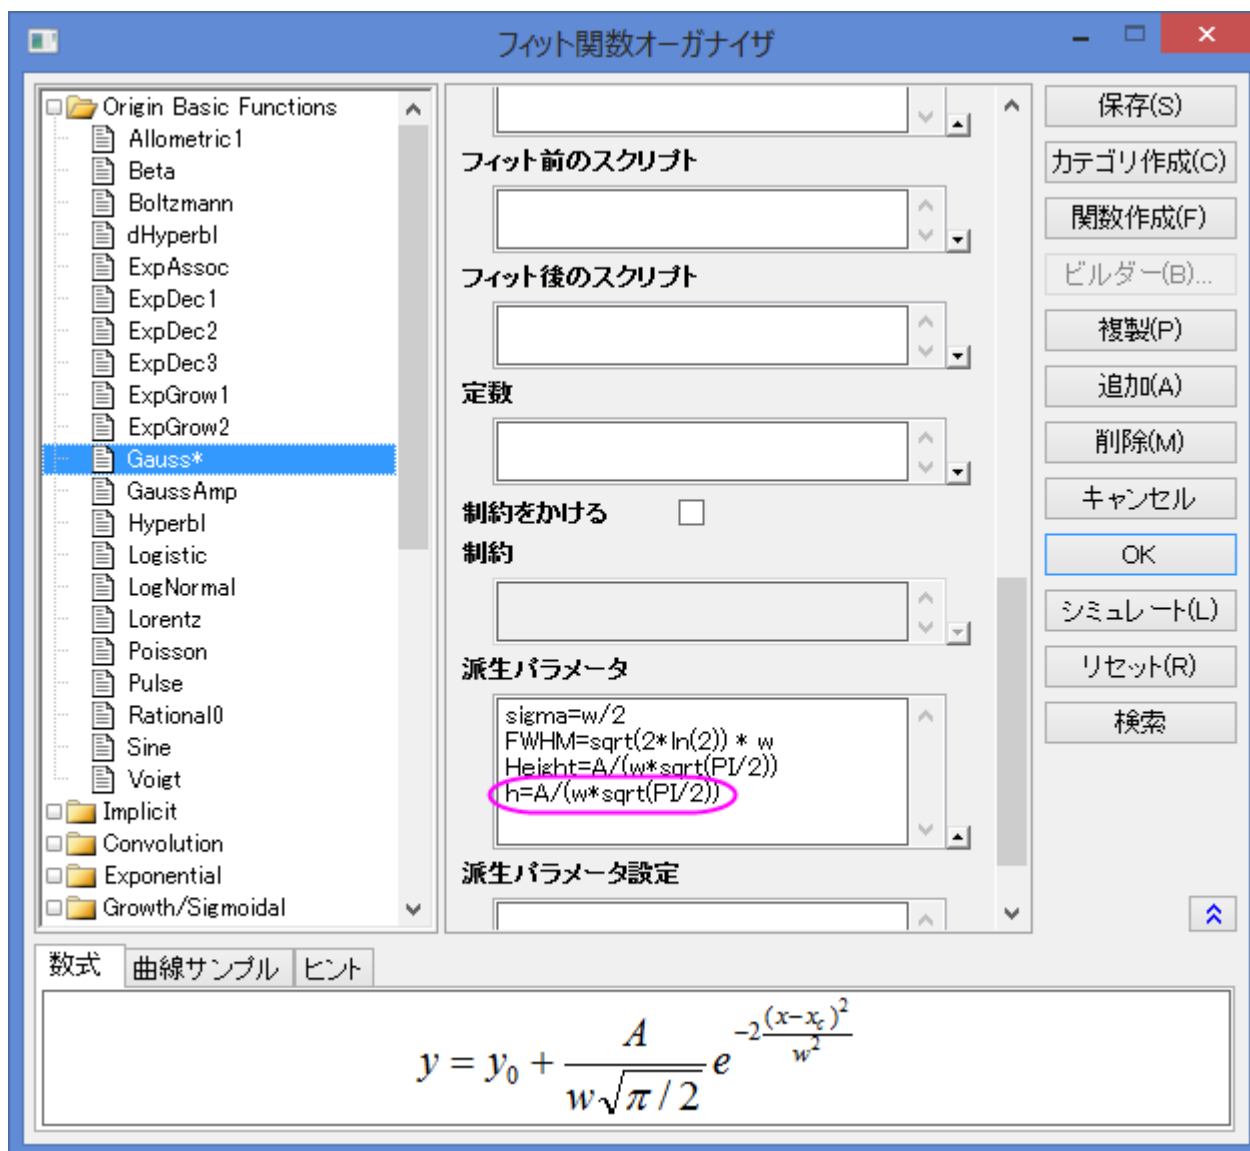 フィット関数オーガナイザ
Origin Basic Functions
Allometric1
Beta
Boltzmann
dHyperbl
ExpAssoc
ExpDec1
ExpDec2
ExpDec3
ExpGrow1
ExpGrow2
Gauss*
GaussAmp
Hyperbl
Logistic
LogNormal
Lorentz
Poisson
Pulse
Rational0
Sine
Voigt
Implicit
Convolution
Exponential
Growth/Sigmoidal
フィット前のスクリプト
フィット後のスクリプト
定数
制約をかける
制約
派生パラメータ
sigma=w/2
FWHM=sqrt(2*ln(2)) * w
Height=A/(w*sqrt(PI/2))
h=A/(w*sqrt(PI/2))
派生パラメータ設定
保存(S)
カテゴリ作成(C)
関数作成(F)
ビルダー(B)...
複製(P)
追加(A)
削除(M)
キャンセル
OK
シミュレート(L)
リセット(R)
検索
数式 曲線サンプル ヒント
y = y₀ + A / (w√(π/2)) e^(-2(x-x_c)²/w²)